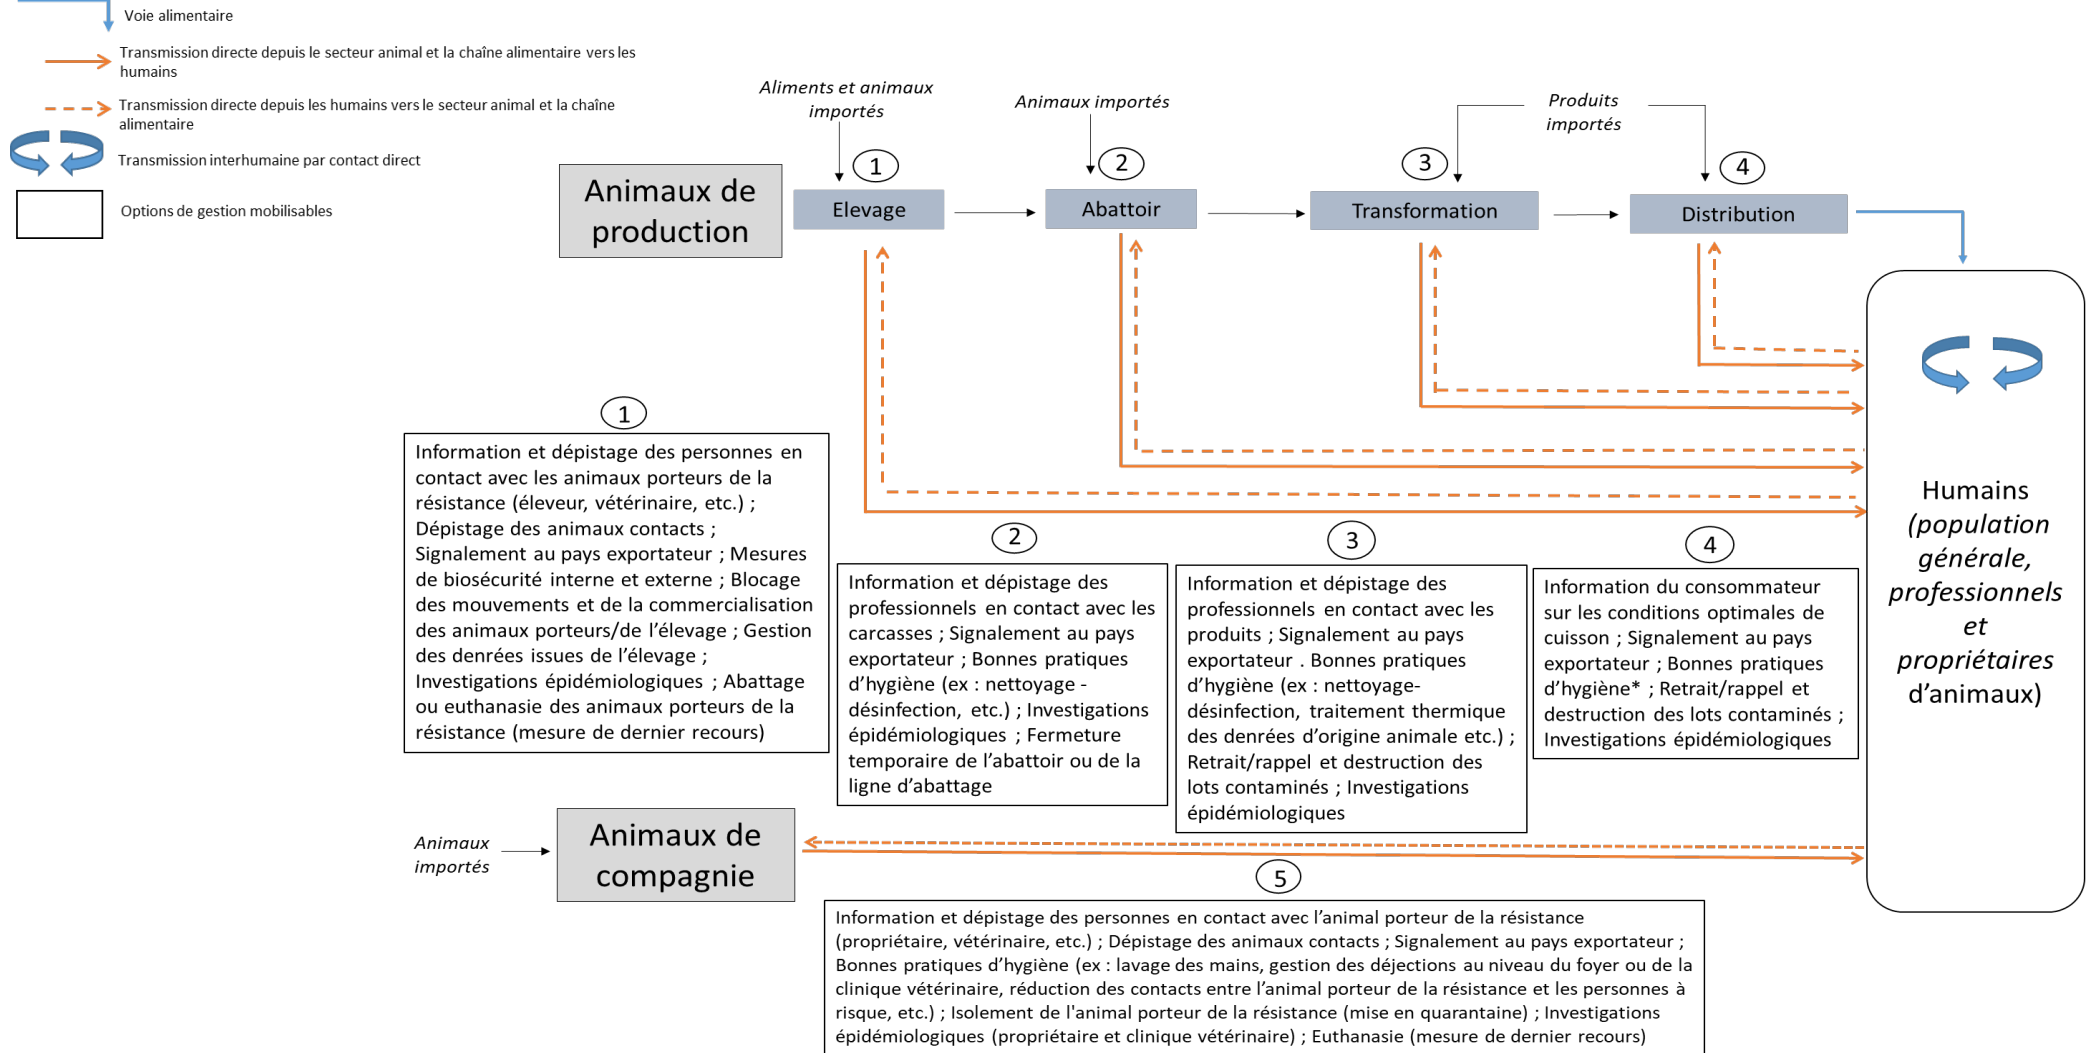 Voie alimentaire
Transmission directe depuis le secteur animal et la chaîne alimentaire vers les
humains
Transmission directe depuis les humains vers le secteur animal et la chaîne
alimentaire
Transmission interhumaine par contact direct
Options de gestion mobilisables
Aliments et animaux
importés
Animaux importés
Produits
importés
1
2
3
4
Animaux de
production
Elevage
Abattoir
Transformation
Distribution
1
Information et dépistage des personnes en
contact avec les animaux porteurs de la
résistance (éleveur, vétérinaire, etc.) ;
Dépistage des animaux contacts ;
Signalement au pays exportateur ; Mesures
de biosécurité interne et externe ; Blocage
des mouvements et de la commercialisation
des animaux porteurs/de l’élevage ; Gestion
des denrées issues de l’élevage ;
Investigations épidémiologiques ; Abattage
ou euthanasie des animaux porteurs de la
résistance (mesure de dernier recours)
2
Information et dépistage des
professionnels en contact avec les
carcasses ; Signalement au pays
exportateur ; Bonnes pratiques
d’hygiène (ex : nettoyage -
désinfection, etc.) ; Investigations
épidémiologiques ; Fermeture
temporaire de l’abattoir ou de la
ligne d’abattage
3
Information et dépistage des
professionnels en contact avec les
produits ; Signalement au pays
exportateur . Bonnes pratiques
d’hygiène (ex : nettoyage-
désinfection, traitement thermique
des denrées d’origine animale etc.) ;
Retrait/rappel et destruction des
lots contaminés ; Investigations
épidémiologiques
4
Information du consommateur
sur les conditions optimales de
cuisson ; Signalement au pays
exportateur ; Bonnes pratiques
d’hygiène* ; Retrait/rappel et
destruction des lots contaminés ;
Investigations épidémiologiques
Humains
(population
générale,
professionnels
et
propriétaires
d’animaux)
Animaux
importés
Animaux de
compagnie
5
Information et dépistage des personnes en contact avec l’animal porteur de la résistance
(propriétaire, vétérinaire, etc.) ; Dépistage des animaux contacts ; Signalement au pays exportateur ;
Bonnes pratiques d’hygiène (ex : lavage des mains, gestion des déjections au niveau du foyer ou de la
clinique vétérinaire, réduction des contacts entre l’animal porteur de la résistance et les personnes à
risque, etc.) ; Isolement de l'animal porteur de la résistance (mise en quarantaine) ; Investigations
épidémiologiques (propriétaire et clinique vétérinaire) ; Euthanasie (mesure de dernier recours)